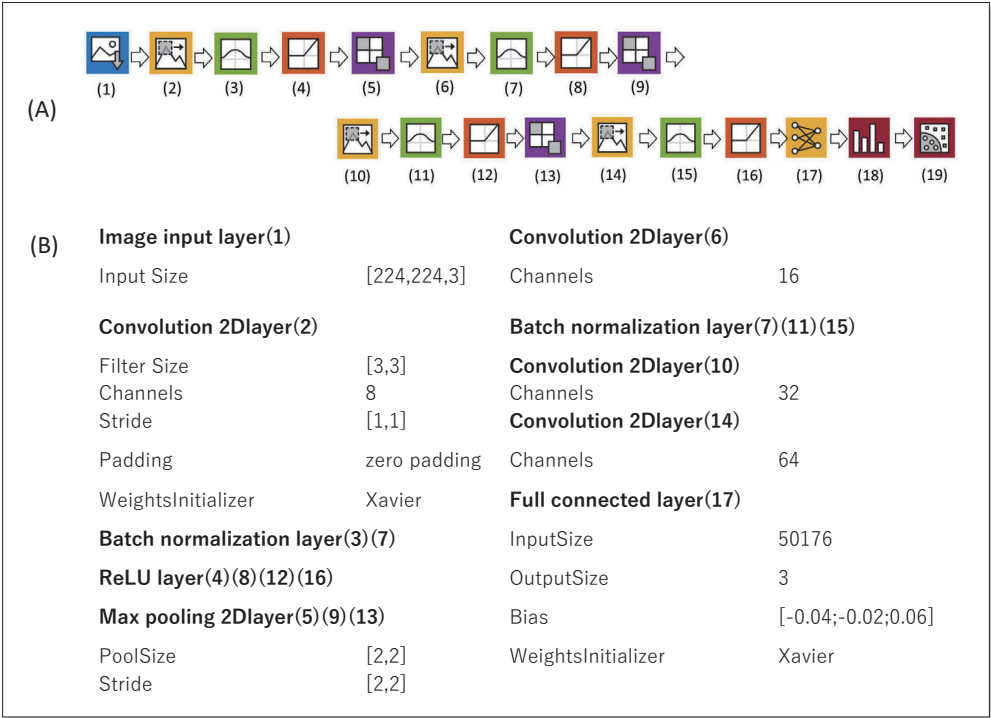 (A)
(1) (2) (3) (4) (5) (6) (7) (8) (9)
(10) (11) (12) (13) (14) (15) (16) (17) (18) (19)
(B)
Image input layer(1)
Input Size [224,224,3]
Convolution 2Dlayer(2)
Filter Size [3,3]
Channels 8
Stride [1,1]
Padding zero padding
WeightsInitializer Xavier
Batch normalization layer(3)(7)
ReLU layer(4)(8)(12)(16)
Max pooling 2Dlayer(5)(9)(13)
PoolSize [2,2]
Stride [2,2]
Convolution 2Dlayer(6)
Channels 16
Batch normalization layer(7)(11)(15)
Convolution 2Dlayer(10)
Channels 32
Convolution 2Dlayer(14)
Channels 64
Full connected layer(17)
InputSize 50176
OutputSize 3
Bias [-0.04;-0.02;0.06]
WeightsInitializer Xavier